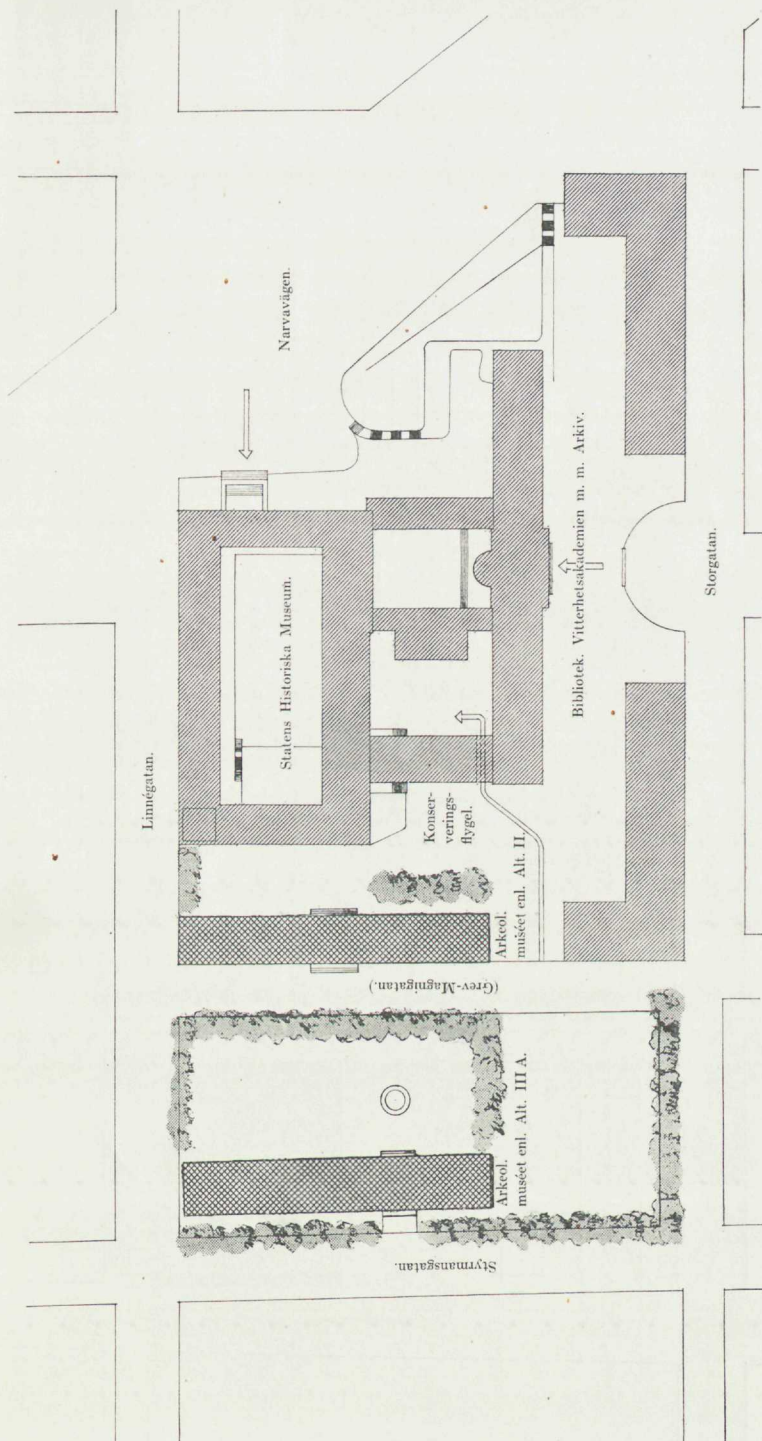 Narvavägen.
Linnégatan.
Statens Historiska Museum.
Bibliotek. Vitterhetsakademien m. m. Arkiv.
Storgatan.
Konser-
verings-
flygel.
Arkeol.
muséet enl. Alt. II.
(Grev-Magnigatan.)
Arkeol.
muséet enl. Alt. III A.
Styrmansgatan.